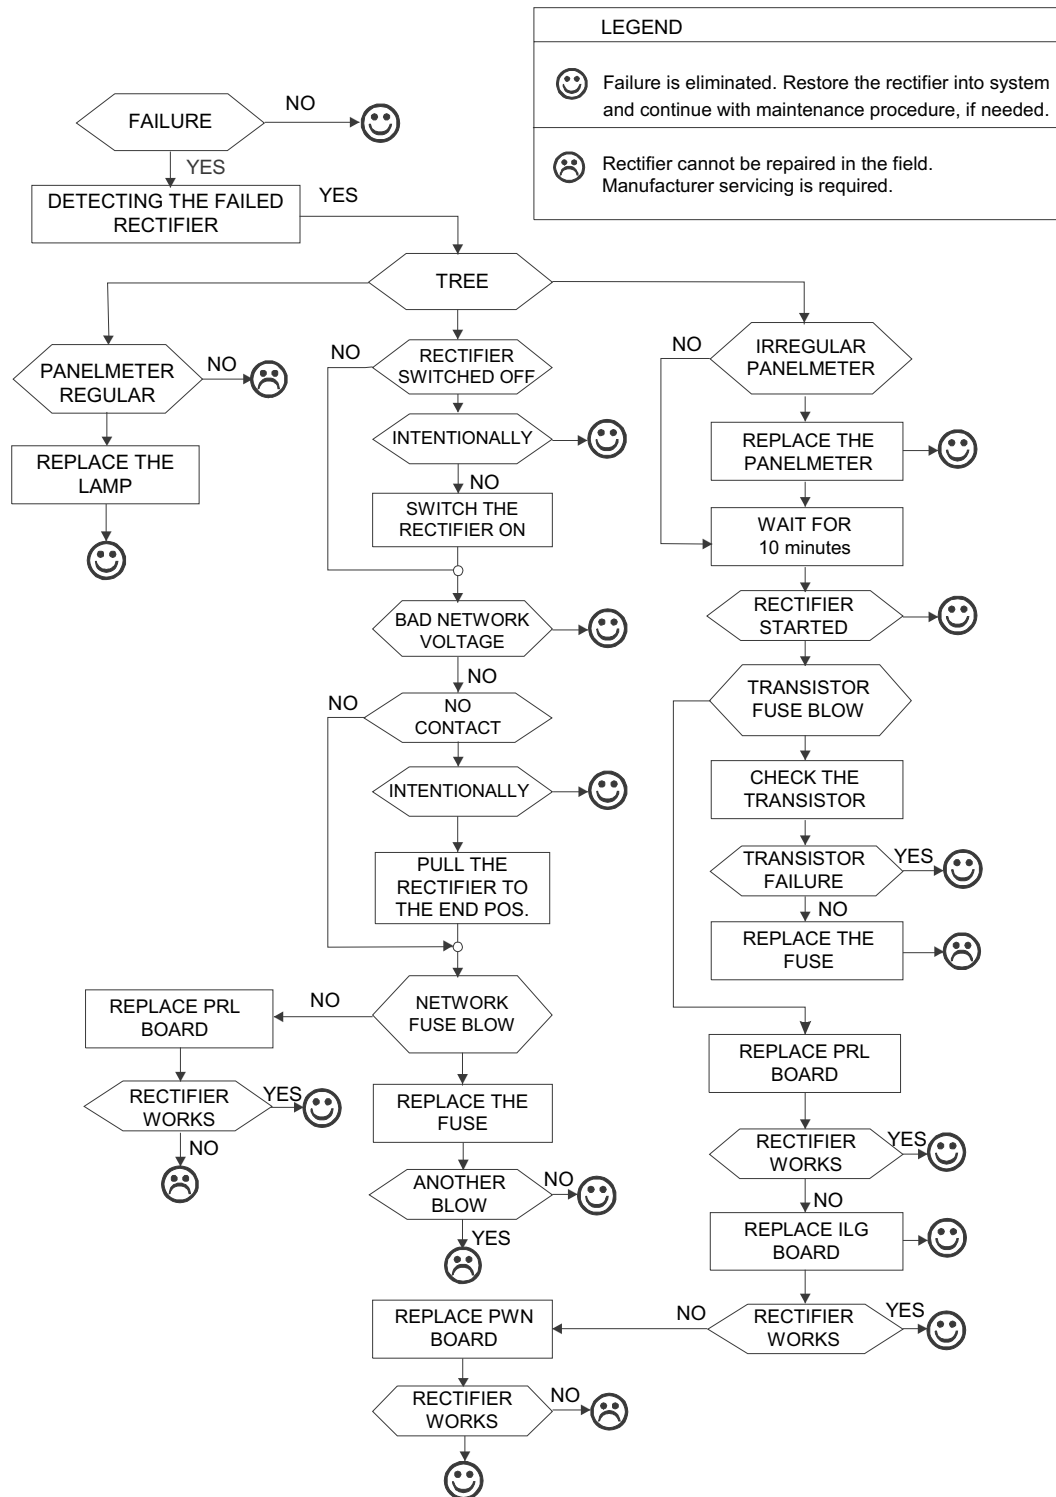 LEGEND
Failure is eliminated. Restore the rectifier into system
and continue with maintenance procedure, if needed.
Rectifier cannot be repaired in the field.
Manufacturer servicing is required.
FAILURE
NO
YES
DETECTING THE FAILED
RECTIFIER
YES
TREE
PANELMETER
REGULAR
NO
REPLACE THE
LAMP
NO
RECTIFIER
SWITCHED OFF
INTENTIONALLY
NO
SWITCH THE
RECTIFIER ON
BAD NETWORK
VOLTAGE
NO
NO
NO
CONTACT
INTENTIONALLY
PULL THE
RECTIFIER TO
THE END POS.
NETWORK
FUSE BLOW
NO
REPLACE PRL
BOARD
RECTIFIER
WORKS
YES
NO
REPLACE THE
FUSE
ANOTHER
BLOW
NO
YES
NO
IRREGULAR
PANELMETER
REPLACE THE
PANELMETER
WAIT FOR
10 minutes
RECTIFIER
STARTED
TRANSISTOR
FUSE BLOW
CHECK THE
TRANSISTOR
TRANSISTOR
FAILURE
YES
NO
REPLACE THE
FUSE
REPLACE PRL
BOARD
RECTIFIER
WORKS
YES
NO
REPLACE ILG
BOARD
RECTIFIER
WORKS
YES
NO
REPLACE PWN
BOARD
RECTIFIER
WORKS
NO